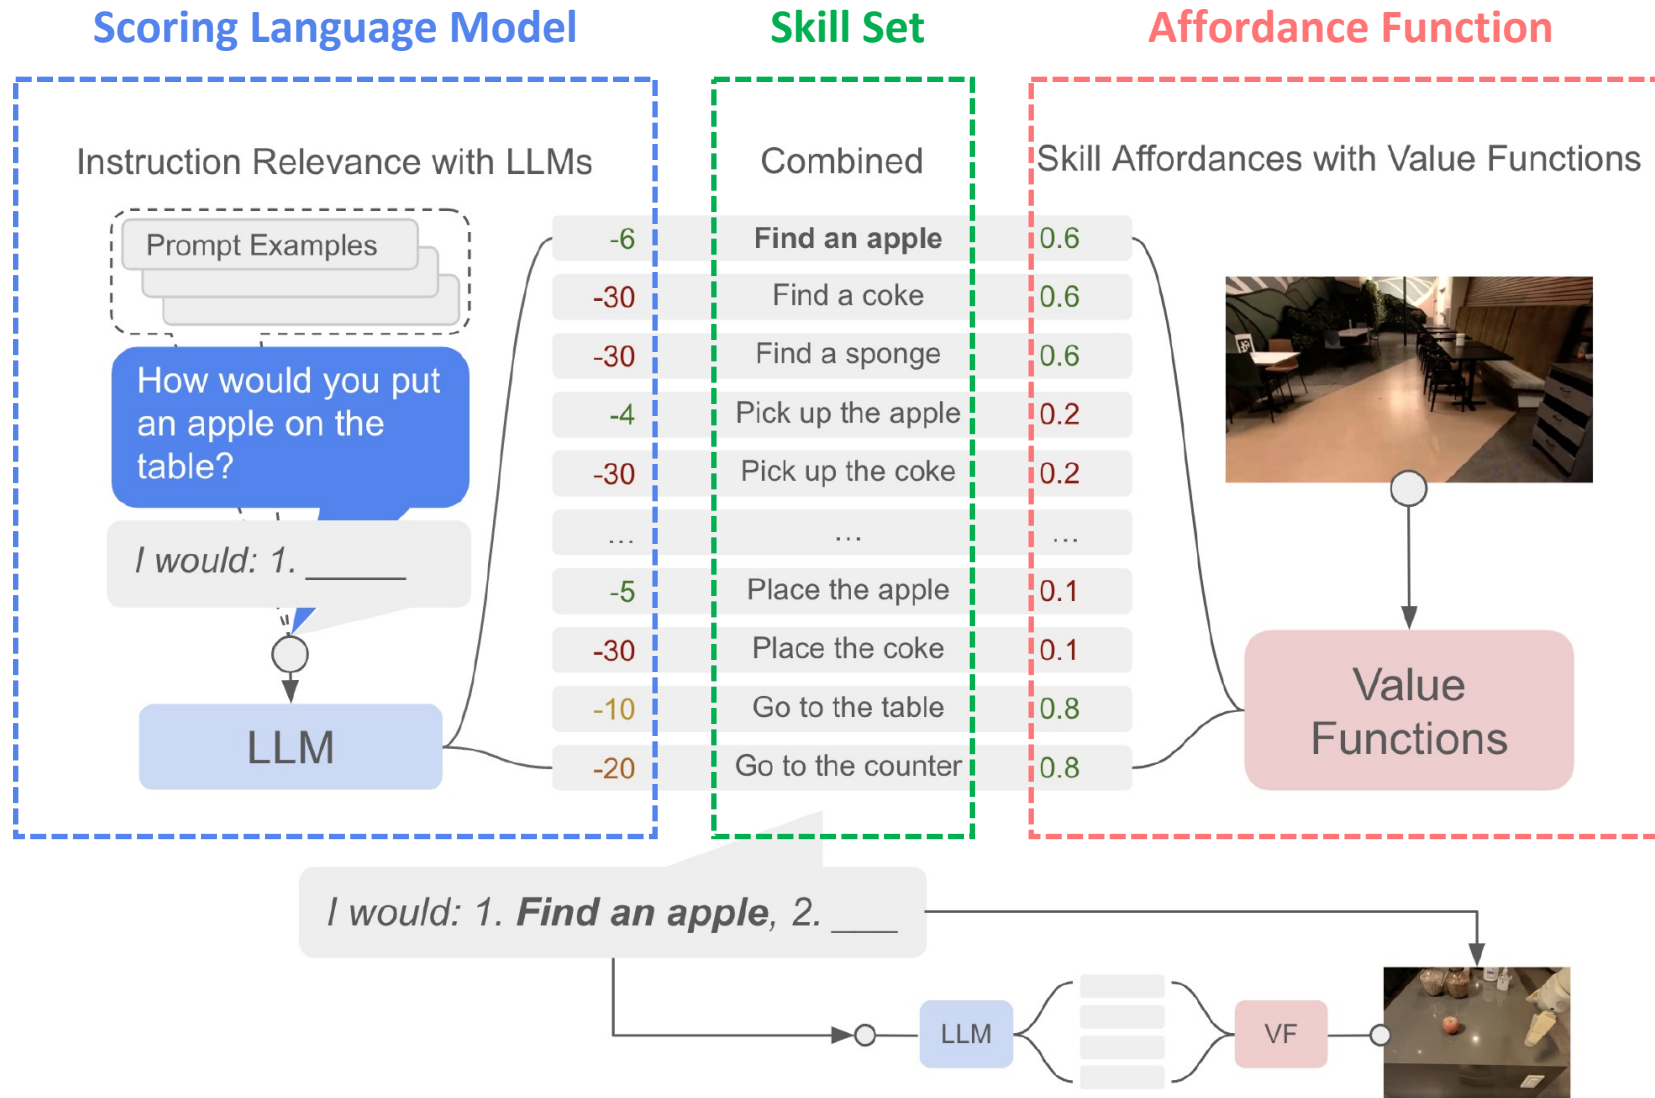 Scoring Language Model
Skill Set
Affordance Function
Instruction Relevance with LLMs
Combined
Skill Affordances with Value Functions
Prompt Examples
How would you put
an apple on the
table?
I would: 1. _____
LLM
-6 Find an apple 0.6
-30 Find a coke 0.6
-30 Find a sponge 0.6
-4 Pick up the apple 0.2
-30 Pick up the coke 0.2
... ... ...
-5 Place the apple 0.1
-30 Place the coke 0.1
-10 Go to the table 0.8
-20 Go to the counter 0.8
Value
Functions
I would: 1. Find an apple, 2. ___
LLM
VF